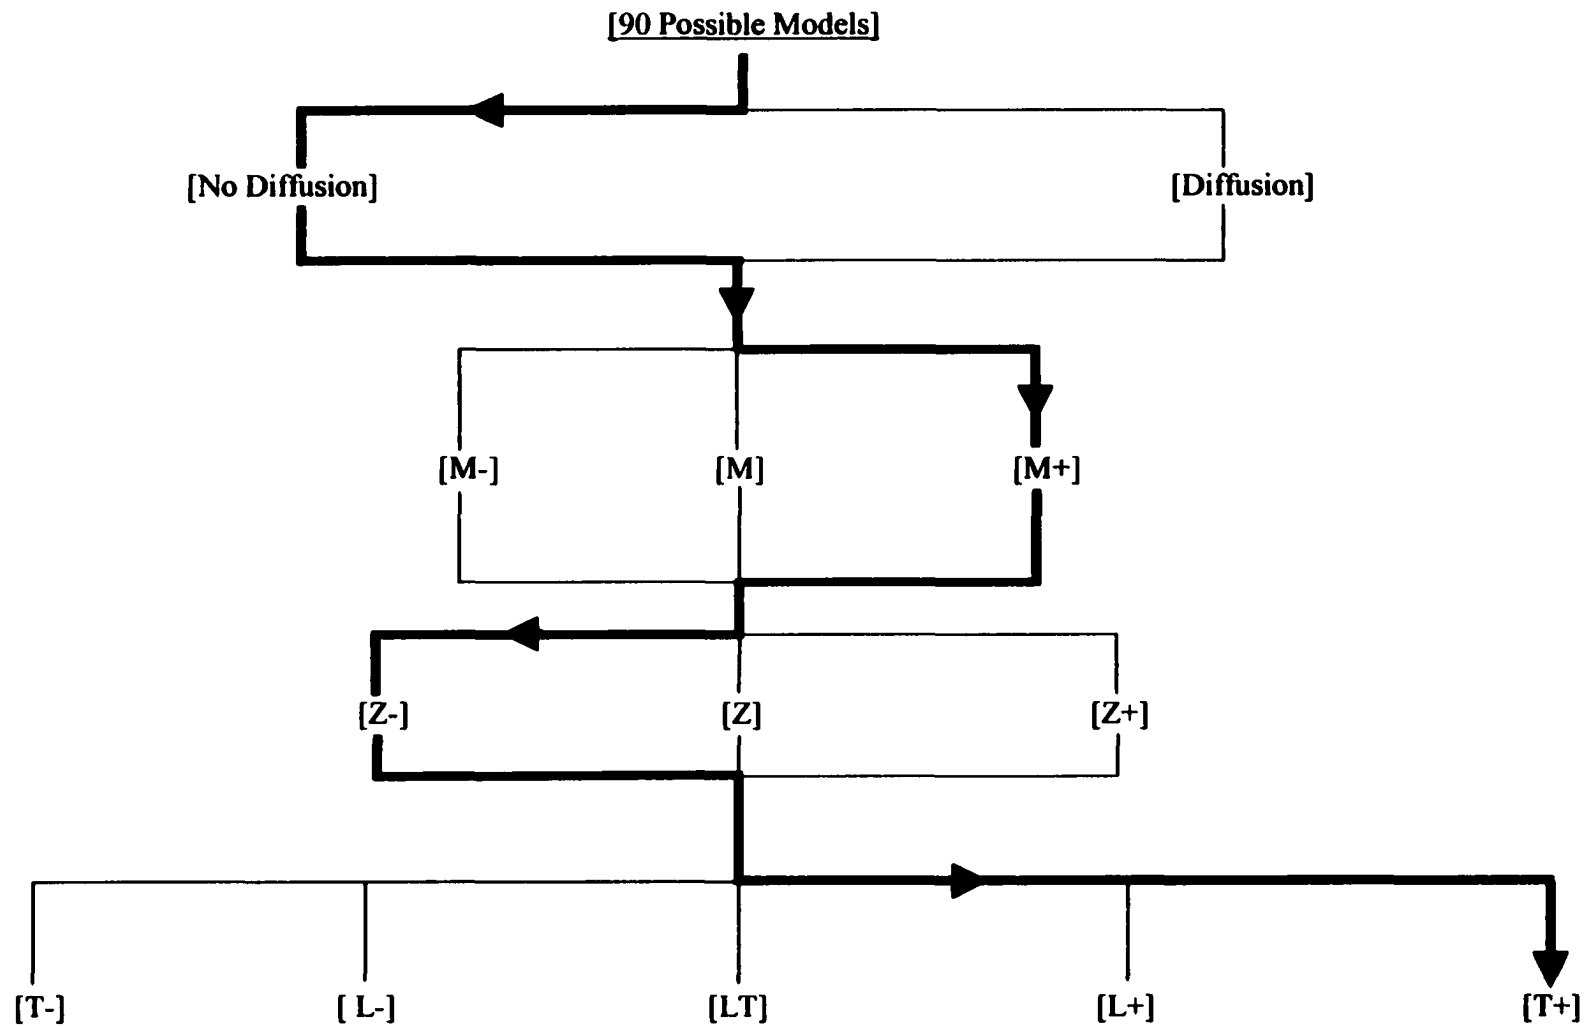 [90 Possible Models]
[No Diffusion] [Diffusion]
[M-] [M] [M+]
[Z-] [Z] [Z+]
[T-] [ L-] [LT] [L+] [T+]